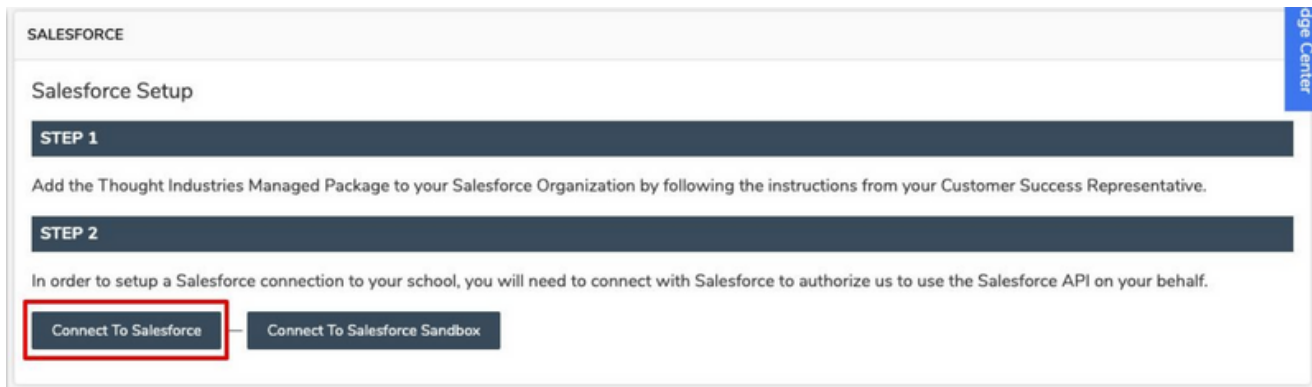 SALESFORCE
Salesforce Setup
STEP 1
Add the Thought Industries Managed Package to your Salesforce Organization by following the instructions from your Customer Success Representative.
STEP 2
In order to setup a Salesforce connection to your school, you will need to connect with Salesforce to authorize us to use the Salesforce API on your behalf.
Connect To Salesforce – Connect To Salesforce Sandbox
Center